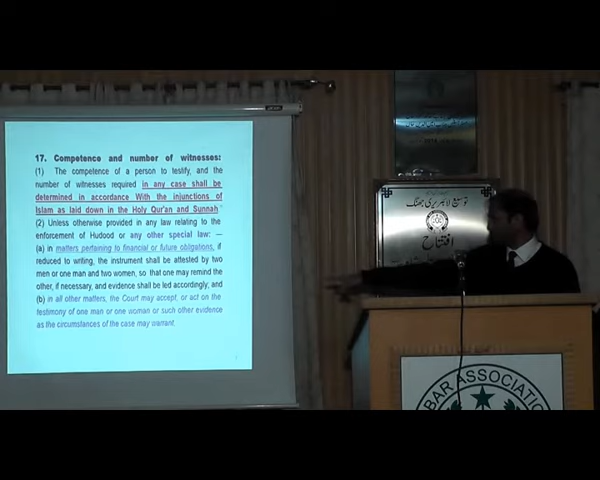 17. Competence and number of witnesses:
(1) The competence of a person to testify, and the
number of witnesses required in any case shall be
determined in accordance With the injunctions of
Islam as laid down in the Holy Qur'an and Sunnah
(2) Unless otherwise provided in any law relating to the
enforcement of Hudood or any other special law: —
(a) in matters pertaining to financial or future obligations, if
reduced to writing, the instrument shall be attested by two
men or one man and two women, so that one may remind the
other, if necessary, and evidence shall be led accordingly; and
(b) in all other matters, the Court may accept, or act on the
testimony of one man or one woman or such other evidence
as the circumstances of the case may warrant.
توسیع لائبریری جھنگ
افتتاح
BAR ASSOCIATION